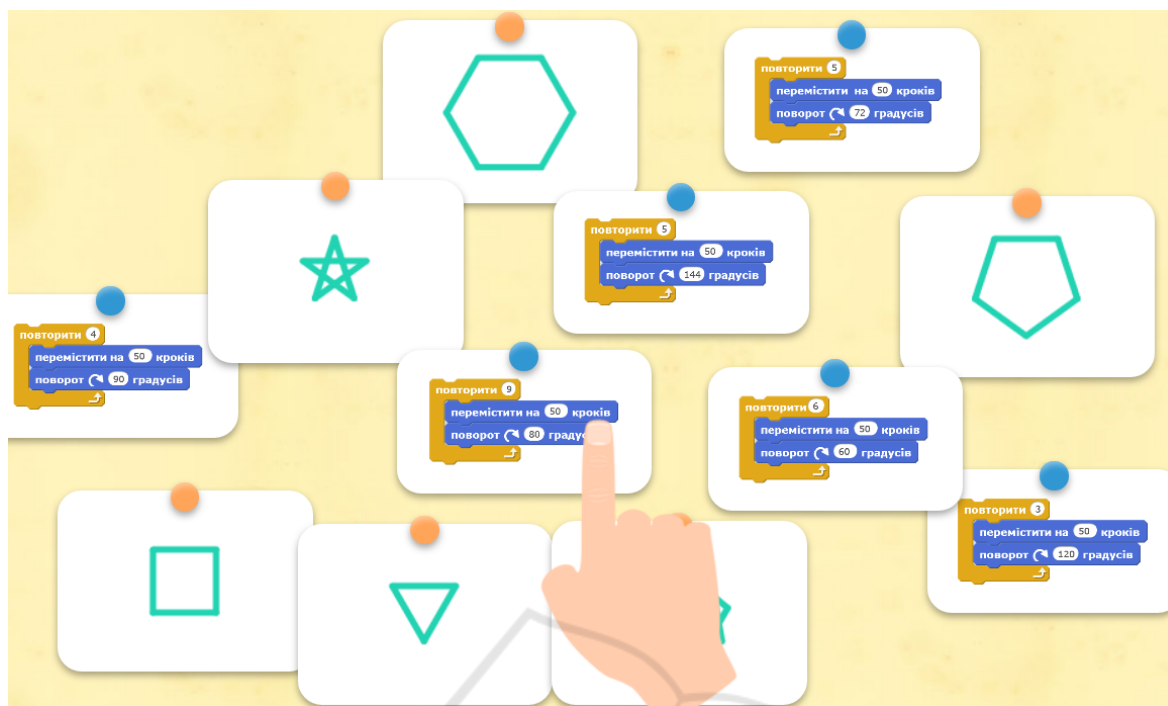 повторити 5
перемістити на 50 кроків
поворот 72 градусів
повторити 5
перемістити на 50 кроків
поворот 144 градусів
повторити 4
перемістити на 50 кроків
поворот 90 градусів
повторити 9
перемістити на 50 кроків
поворот 80
повторити 6
перемістити на 50 кроків
поворот 60 градусів
повторити 3
перемістити на 50 кроків
поворот 120 градусів